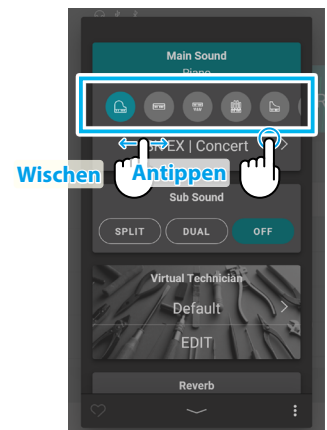 Main Sound
Piano
EX | Concert
Wischen
Antippen
Sub Sound
SPLIT
DUAL
OFF
Virtual Technician
Default
EDIT
Reverb